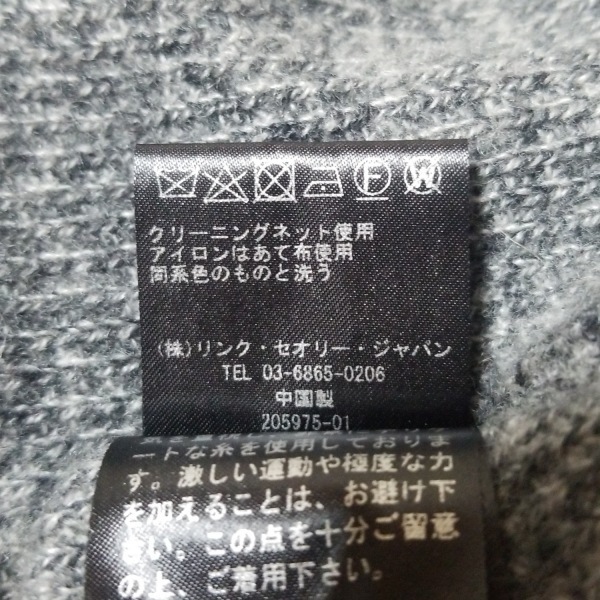 F W
クリーニングネット使用
アイロンはあて布使用
同系色のものと洗う
(株)リンク・セオリー・ジャパン
TEL 03-6865-0206
中国製
205975-01
ートな糸を使用しておりま
す。激しい運動や極度な力
を加えることは、お避け下
さい。この点を十分ご留意
の上、ご着用下さい。